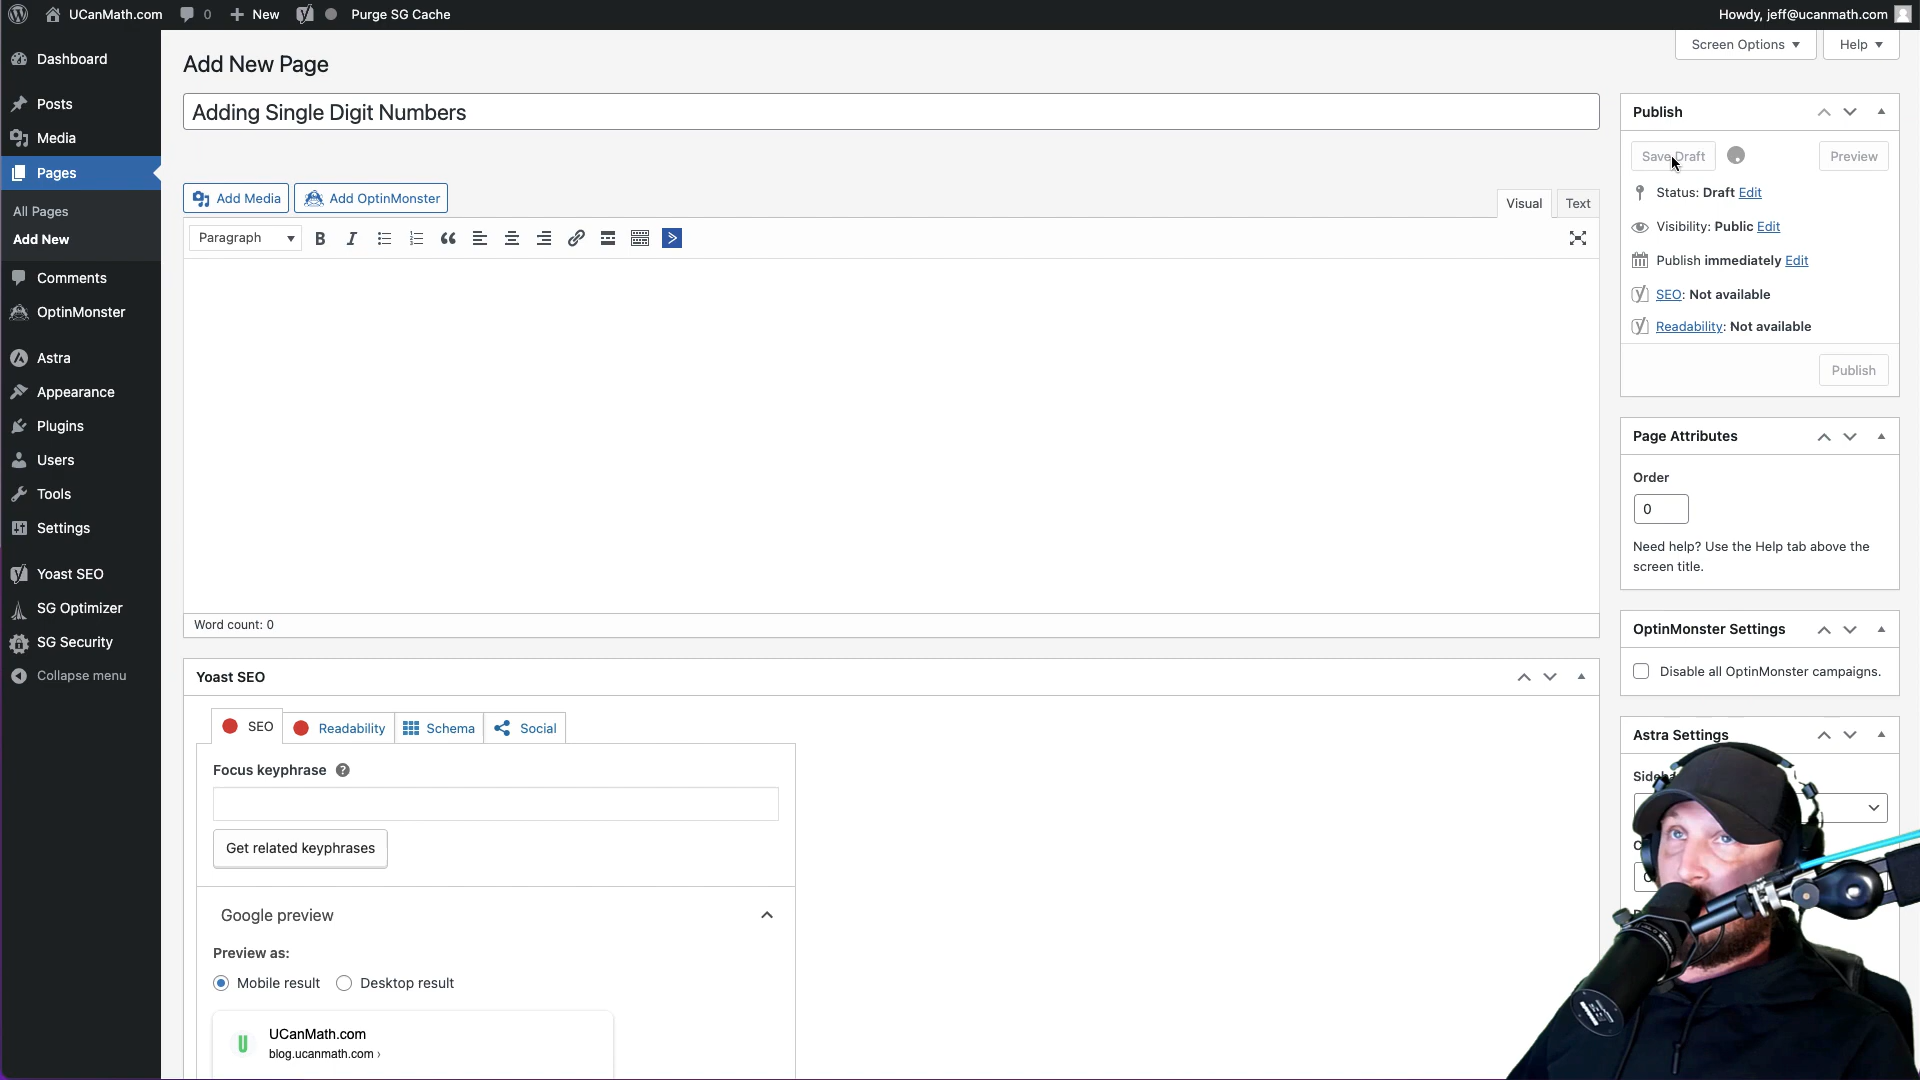 UCanMath.com
0
New
Purge SG Cache
Howdy, jeff@ucanmath.com
Dashboard
Posts
Media
Pages
All Pages
Add New
Comments
OptinMonster
Astra
Appearance
Plugins
Users
Tools
Settings
Yoast SEO
SG Optimizer
SG Security
Collapse menu
Screen Options
Help
Add New Page
Adding Single Digit Numbers
Add Media
Add OptinMonster
Visual
Text
Paragraph
B
I
Word count: 0
Yoast SEO
SEO
Readability
Schema
Social
Focus keyphrase
Get related keyphrases
Google preview
Preview as:
Mobile result
Desktop result
UCanMath.com
blog.ucanmath.com ›
Publish
Save Draft
Preview
Status: Draft Edit
Visibility: Public Edit
Publish immediately Edit
SEO: Not available
Readability: Not available
Publish
Page Attributes
Order
0
Need help? Use the Help tab above the
screen title.
OptinMonster Settings
Disable all OptinMonster campaigns.
Astra Settings